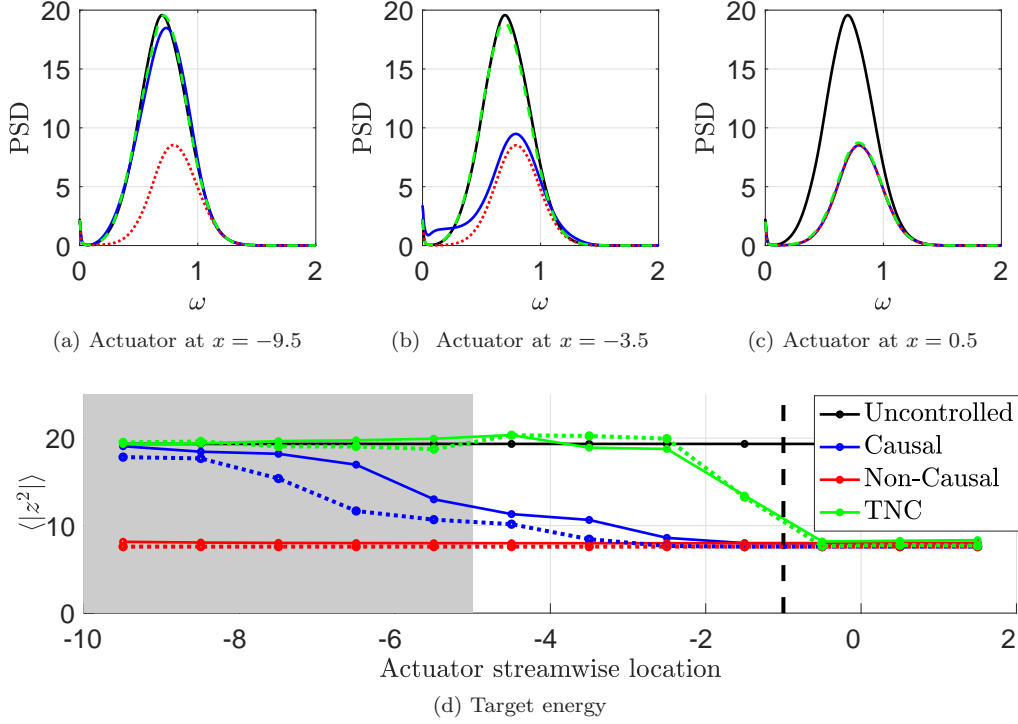 20
15
10
5
0
PSD
0
1
2
ω
(a) Actuator at x = −9.5
20
15
10
5
0
PSD
0
1
2
ω
(b) Actuator at x = −3.5
20
15
10
5
0
PSD
0
1
2
ω
(c) Actuator at x = 0.5
20
10
0
⟨|z²|⟩
-10
-8
-6
-4
-2
0
2
Actuator streamwise location
Uncontrolled
Causal
Non-Causal
TNC
(d) Target energy